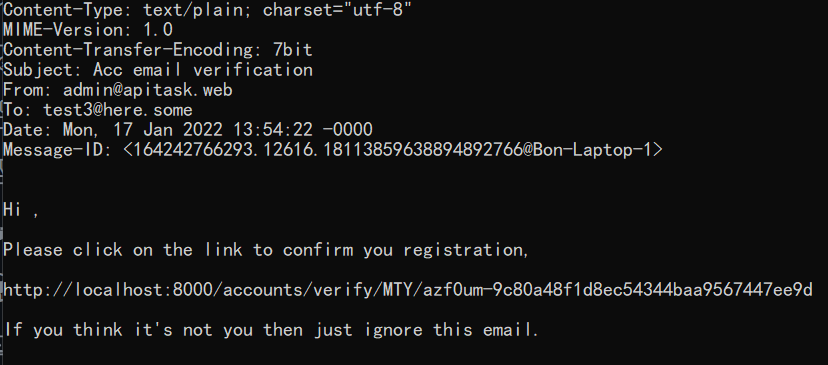 Content-Type: text/plain; charset="utf-8"
MIME-Version: 1.0
Content-Transfer-Encoding: 7bit
Subject: Acc email verification
From: admin@apitask.web
To: test3@here.some
Date: Mon, 17 Jan 2022 13:54:22 -0000
Message-ID: <164242766293.12616.18113859638894892766@Bon-Laptop-1>
Hi ,
Please click on the link to confirm you registration,
http://localhost:8000/accounts/verify/MTY/azf0um-9c80a48f1d8ec54344baa9567447ee9d
If you think it's not you then just ignore this email.